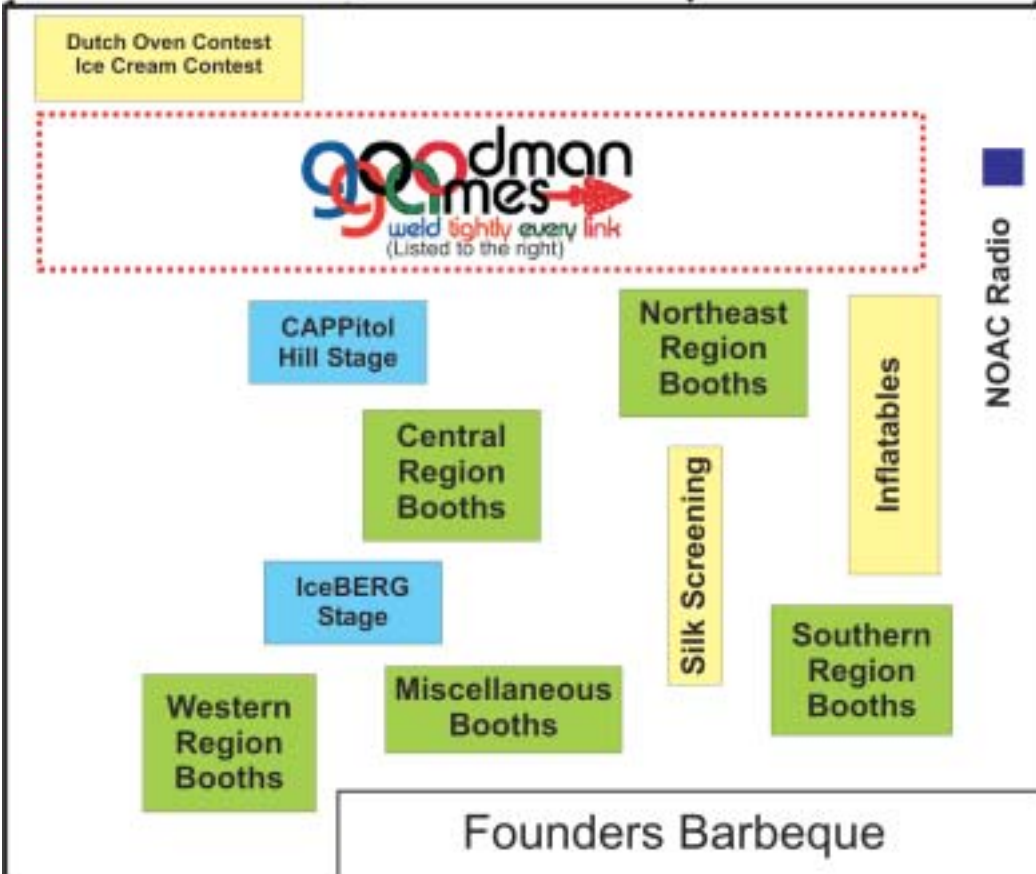 Dutch Oven Contest
Ice Cream Contest
goodman
games
weld tightly every link
(Listed to the right)
NOAC Radio
CAPPitol
Hill Stage
Northeast
Region
Booths
Inflatables
Central
Region
Booths
Silk Screening
IceBERG
Stage
Southern
Region
Booths
Western
Region
Booths
Miscellaneous
Booths
Founders Barbeque